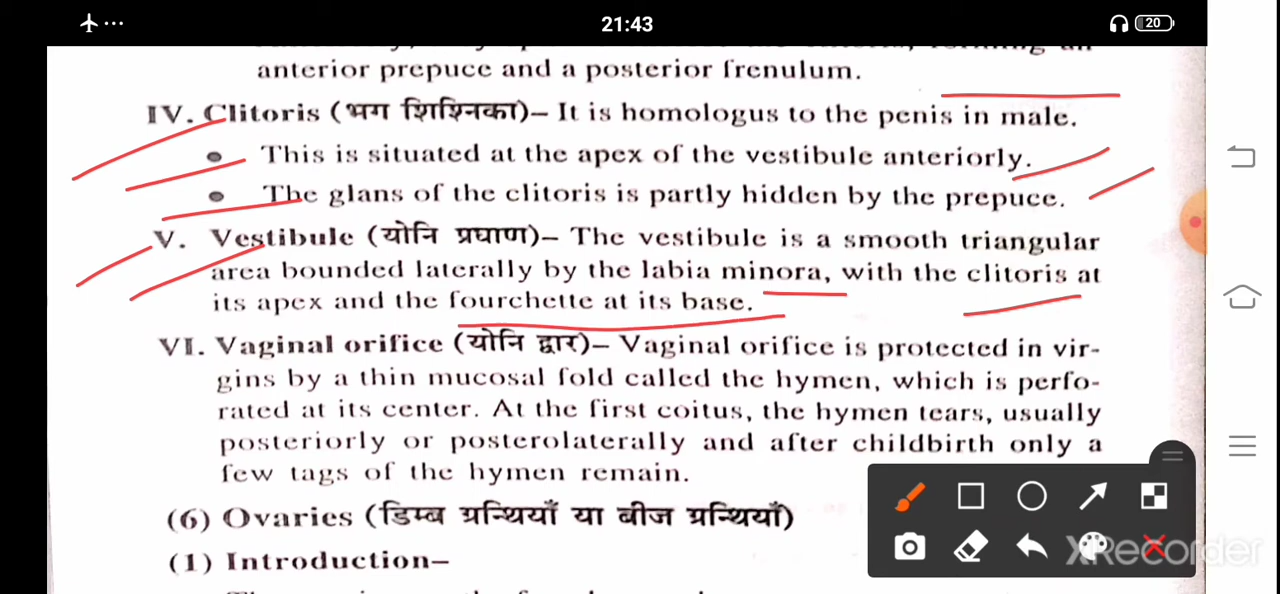 21:43
20
anterior prepuce and a posterior frenulum.
IV. Clitoris (भग शिश्निका)– It is homologus to the penis in male.
This is situated at the apex of the vestibule anteriorly.
The glans of the clitoris is partly hidden by the prepuce.
V. Vestibule (योनि प्रघाण)– The vestibule is a smooth triangular
area bounded laterally by the labia minora, with the clitoris at
its apex and the fourchette at its base.
VI. Vaginal orifice (योनि द्वार)– Vaginal orifice is protected in vir-
gins by a thin mucosal fold called the hymen, which is perfo-
rated at its center. At the first coitus, the hymen tears, usually
posteriorly or posterolaterally and after childbirth only a
few tags of the hymen remain.
(6) Ovaries (डिम्ब ग्रन्थियाँ या बीज ग्रन्थियाँ)
(1) Introduction–
XRecorder